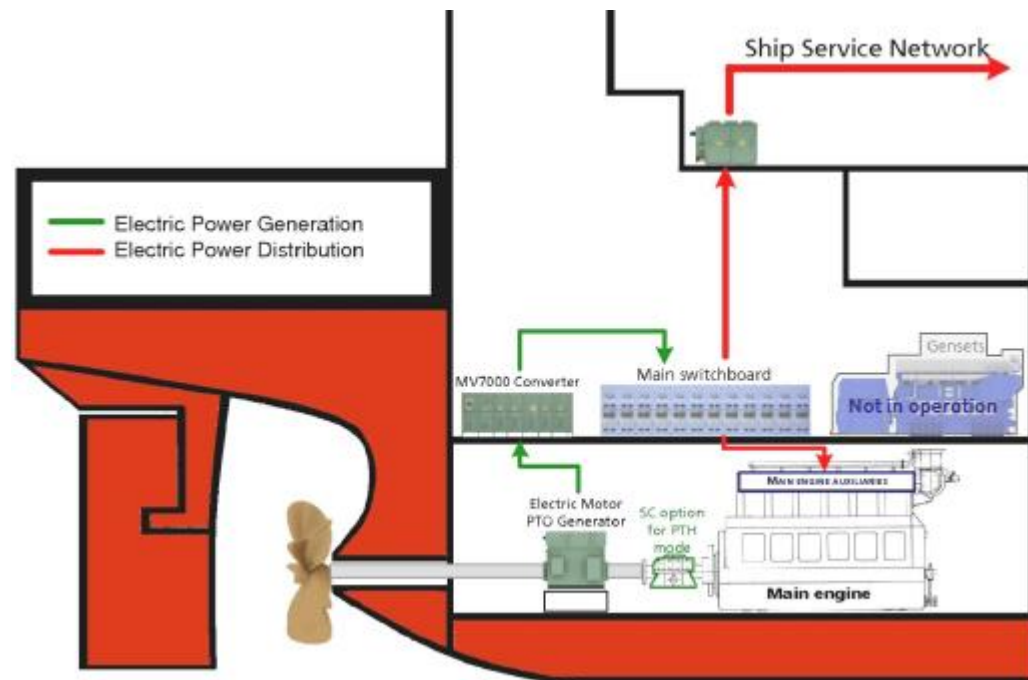 Ship Service Network
Electric Power Generation
Electric Power Distribution
Gensets
MV7000 Converter
Main switchboard
Not in operation
MAIN ENGINE AUXILIARIES
Electric Motor
PTO Generator
SC option
for PTH
mode
Main engine